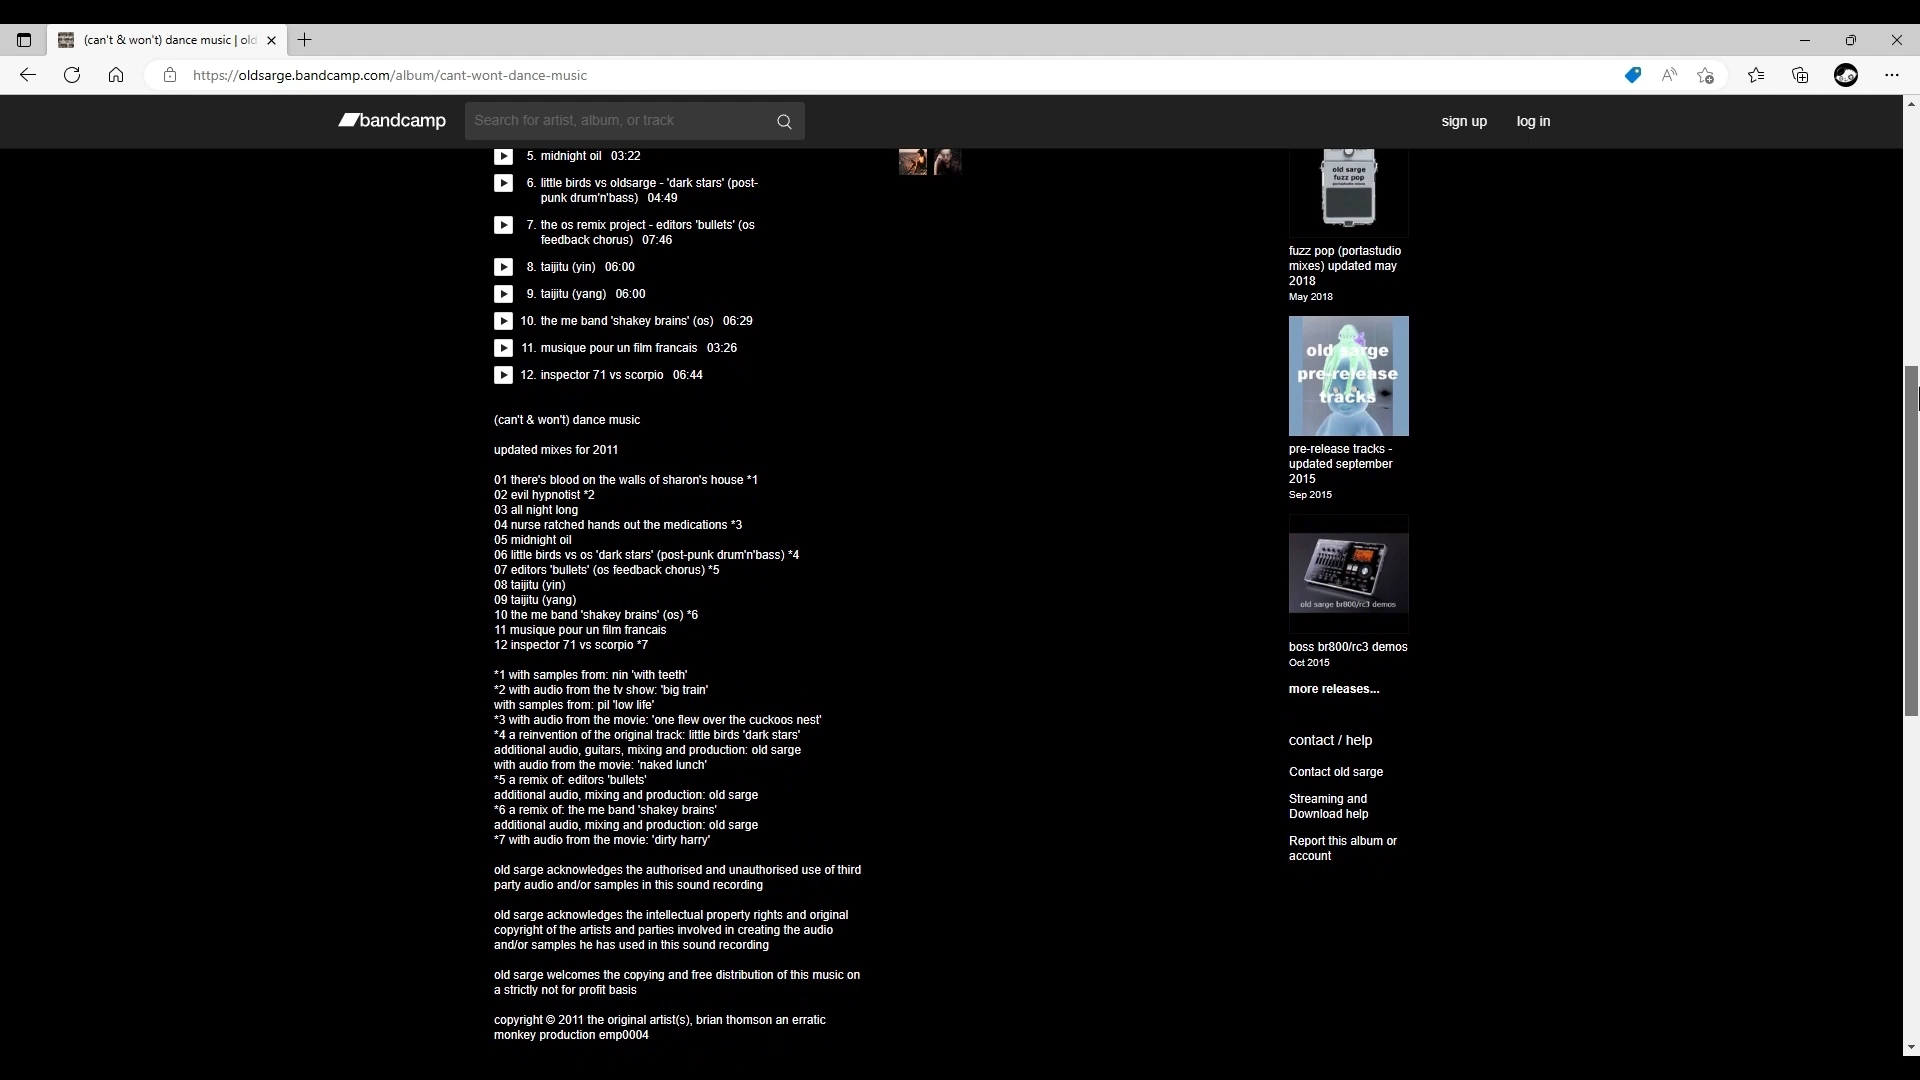 (can't & won't) dance music | old
https://oldsarge.bandcamp.com/album/cant-wont-dance-music
bandcamp
Search for artist, album, or track
sign up
log in
5. midnight oil 03:22
6. little birds vs oldsarge - 'dark stars' (post-
punk drum'n'bass) 04:49
7. the os remix project - editors 'bullets' (os
feedback chorus) 07:46
8. taijitu (yin) 06:00
9. taijitu (yang) 06:00
10. the me band 'shakey brains' (os) 06:29
11. musique pour un film francais 03:26
12. inspector 71 vs scorpio 06:44
(can't & won't) dance music
updated mixes for 2011
01 there's blood on the walls of sharon's house *1
02 evil hypnotist *2
03 all night long
04 nurse ratched hands out the medications *3
05 midnight oil
06 little birds vs os 'dark stars' (post-punk drum'n'bass) *4
07 editors 'bullets' (os feedback chorus) *5
08 taijitu (yin)
09 taijitu (yang)
10 the me band 'shakey brains' (os) *6
11 musique pour un film francais
12 inspector 71 vs scorpio *7
*1 with samples from: nin 'with teeth'
*2 with audio from the tv show: 'big train'
with samples from: pil 'low life'
*3 with audio from the movie: 'one flew over the cuckoos nest'
*4 a reinvention of the original track: little birds 'dark stars'
additional audio, guitars, mixing and production: old sarge
with audio from the movie: 'naked lunch'
*5 a remix of: editors 'bullets'
additional audio, mixing and production: old sarge
*6 a remix of: the me band 'shakey brains'
additional audio, mixing and production: old sarge
*7 with audio from the movie: 'dirty harry'
old sarge acknowledges the authorised and unauthorised use of third
party audio and/or samples in this sound recording
old sarge acknowledges the intellectual property rights and original
copyright of the artists and parties involved in creating the audio
and/or samples he has used in this sound recording
old sarge welcomes the copying and free distribution of this music on
a strictly not for profit basis
copyright © 2011 the original artist(s), brian thomson an erratic
monkey production emp0004
old sarge
fuzz pop
portastudio mixes
fuzz pop (portastudio
mixes) updated may
2018
May 2018
old sarge
pre-release
tracks
pre-release tracks -
updated september
2015
Sep 2015
old sarge br800/rc3 demos
boss br800/rc3 demos
Oct 2015
more releases...
contact / help
Contact old sarge
Streaming and
Download help
Report this album or
account